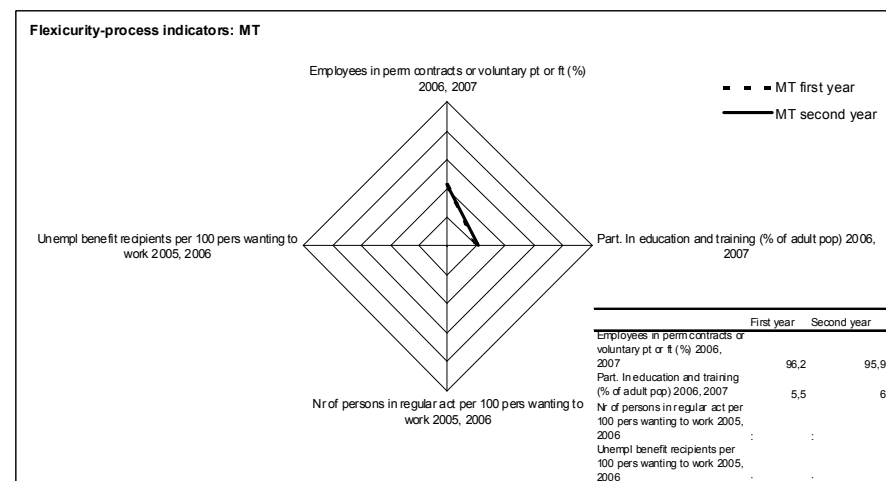 Flexicurity-process indicators: MT
Employees in perm contracts or voluntary pt or ft (%)
2006, 2007
MT first year
MT second year
Unempl benefit recipients per 100 pers wanting to
work 2005, 2006
Part. In education and training (% of adult pop) 2006,
2007
Nr of persons in regular act per 100 pers wanting to
work 2005, 2006
First year Second year
Employees in perm contracts or
voluntary pt or ft (%) 2006,
2007 96,2 95,9
Part. In education and training
(% of adult pop) 2006, 2007 5,5 6
Nr of persons in regular act per
100 pers wanting to work 2005,
2006 : :
Unempl benefit recipients per
100 pers wanting to work 2005,
2006 : :